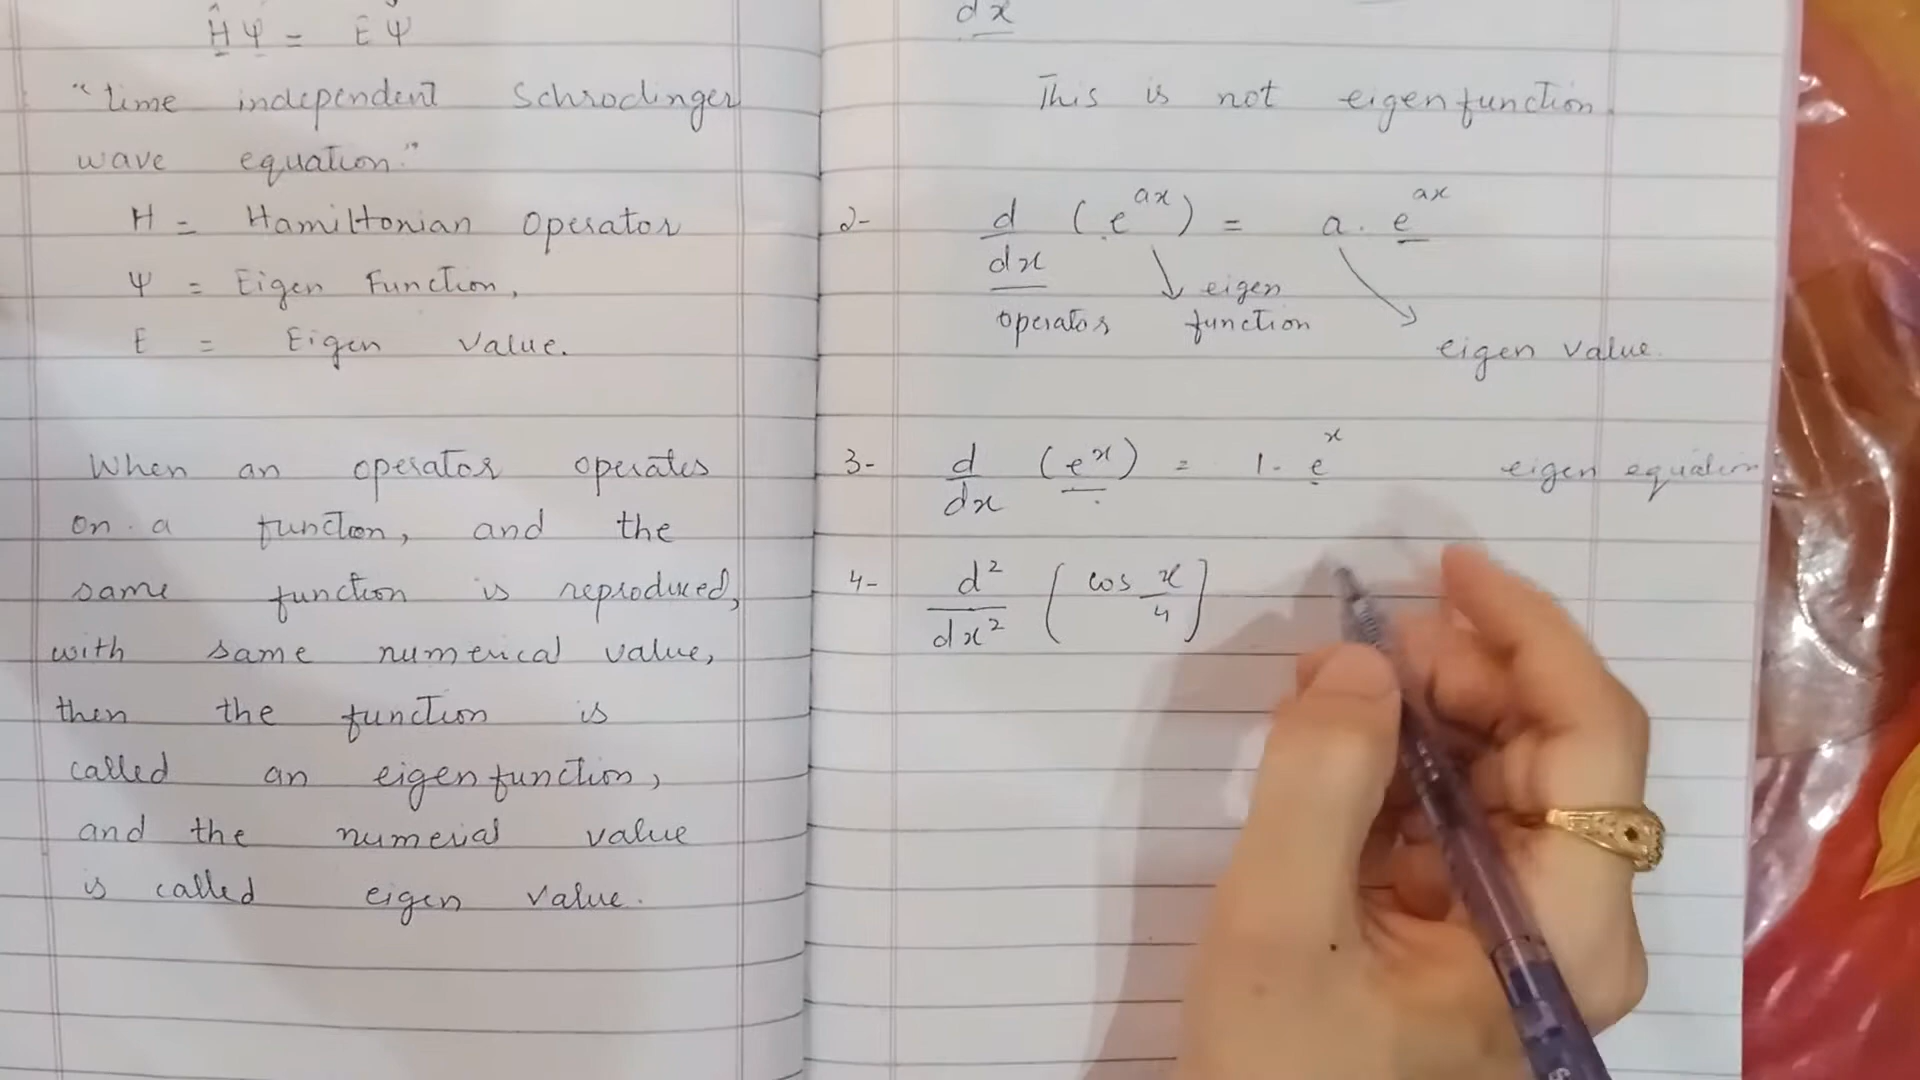 Ĥ Ψ = E Ψ
"time independent Schrodinger
wave equation."
H = Hamiltonian Operator
Ψ = Eigen Function,
E = Eigen Value.
When an operator operates
on a function, and the
same function is reproduced,
with same numerical value,
then the function is
called an eigenfunction,
and the numerial value
is called eigen value.
dx
This is not eigenfunction.
2- d/dx (e^ax) = a. e^ax
operator
eigen function
eigen value.
3- d/dx (e^x) = 1. e^x eigen equation
4- d²/dx² [cos x/4]